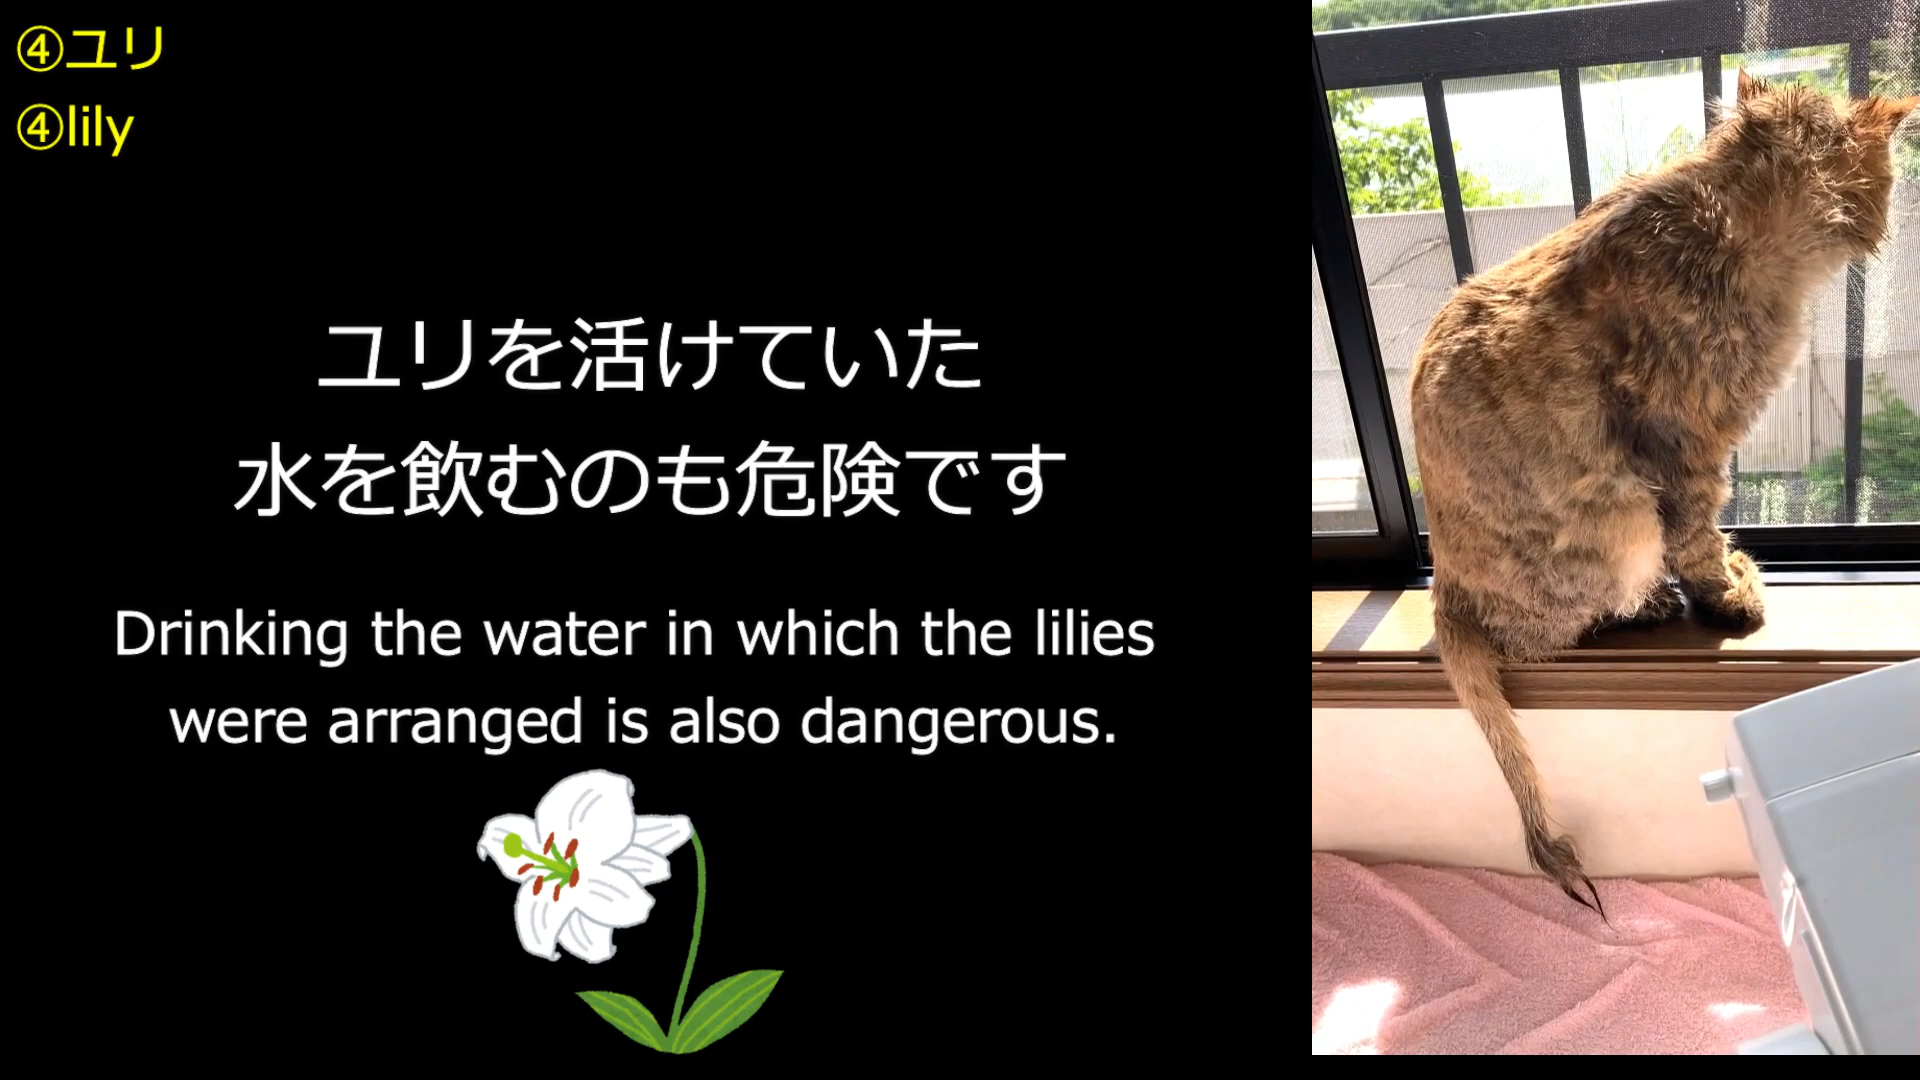 ④ユリ
④lily
ユリを活けていた
水を飲むのも危険です
Drinking the water in which the lilies
were arranged is also dangerous.